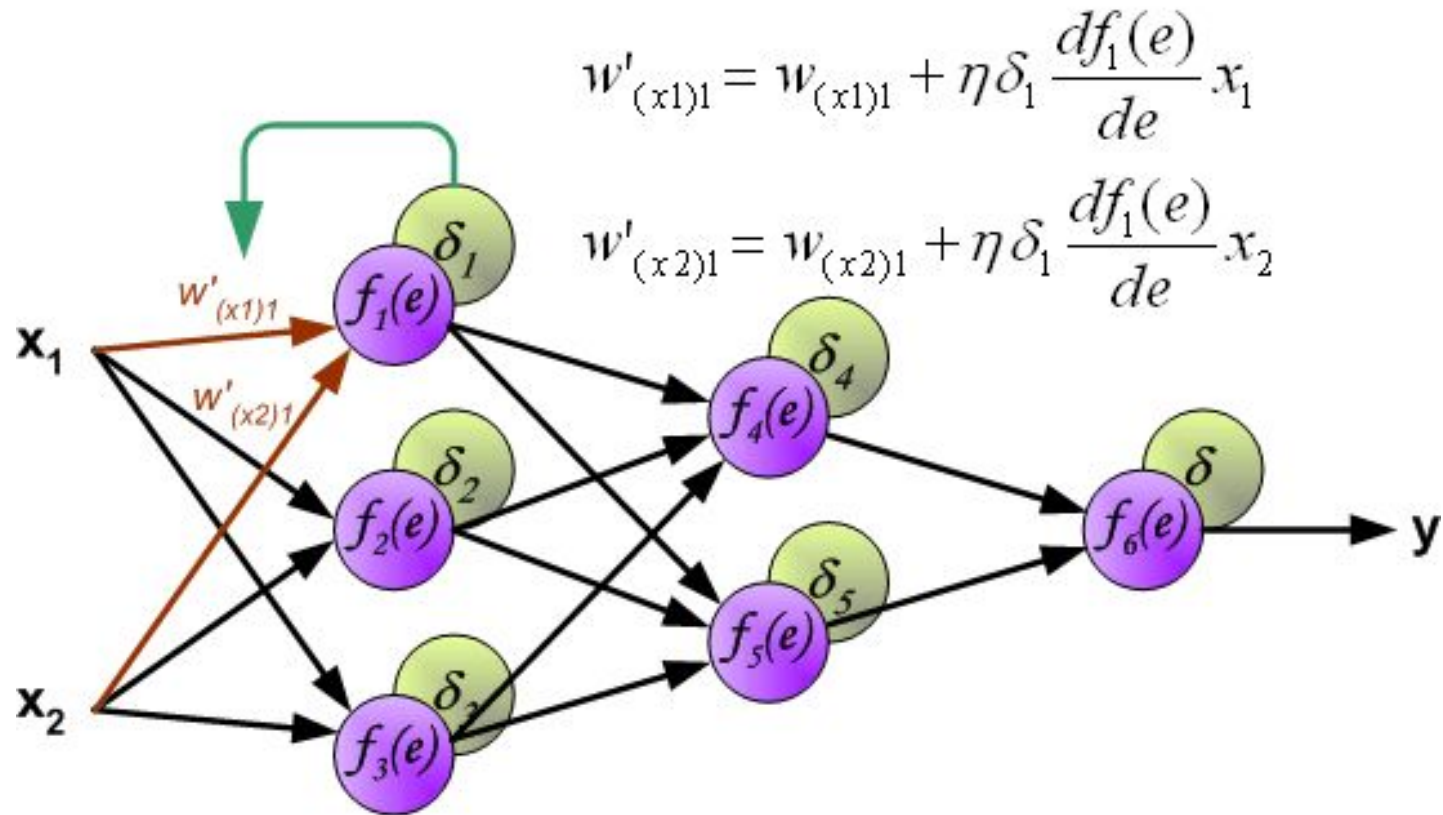 w'₍ₓ₁₎₁ = w₍ₓ₁₎₁ + ηδ₁ df₁(e)/de x₁
w'₍ₓ₂₎₁ = w₍ₓ₂₎₁ + ηδ₁ df₁(e)/de x₂
δ₁
f₁(e)
w'₍ₓ₁₎₁
x₁
w'₍ₓ₂₎₁
δ₄
f₄(e)
δ₂
f₂(e)
δ
f₆(e)
y
δ₅
f₅(e)
x₂
δ₃
f₃(e)